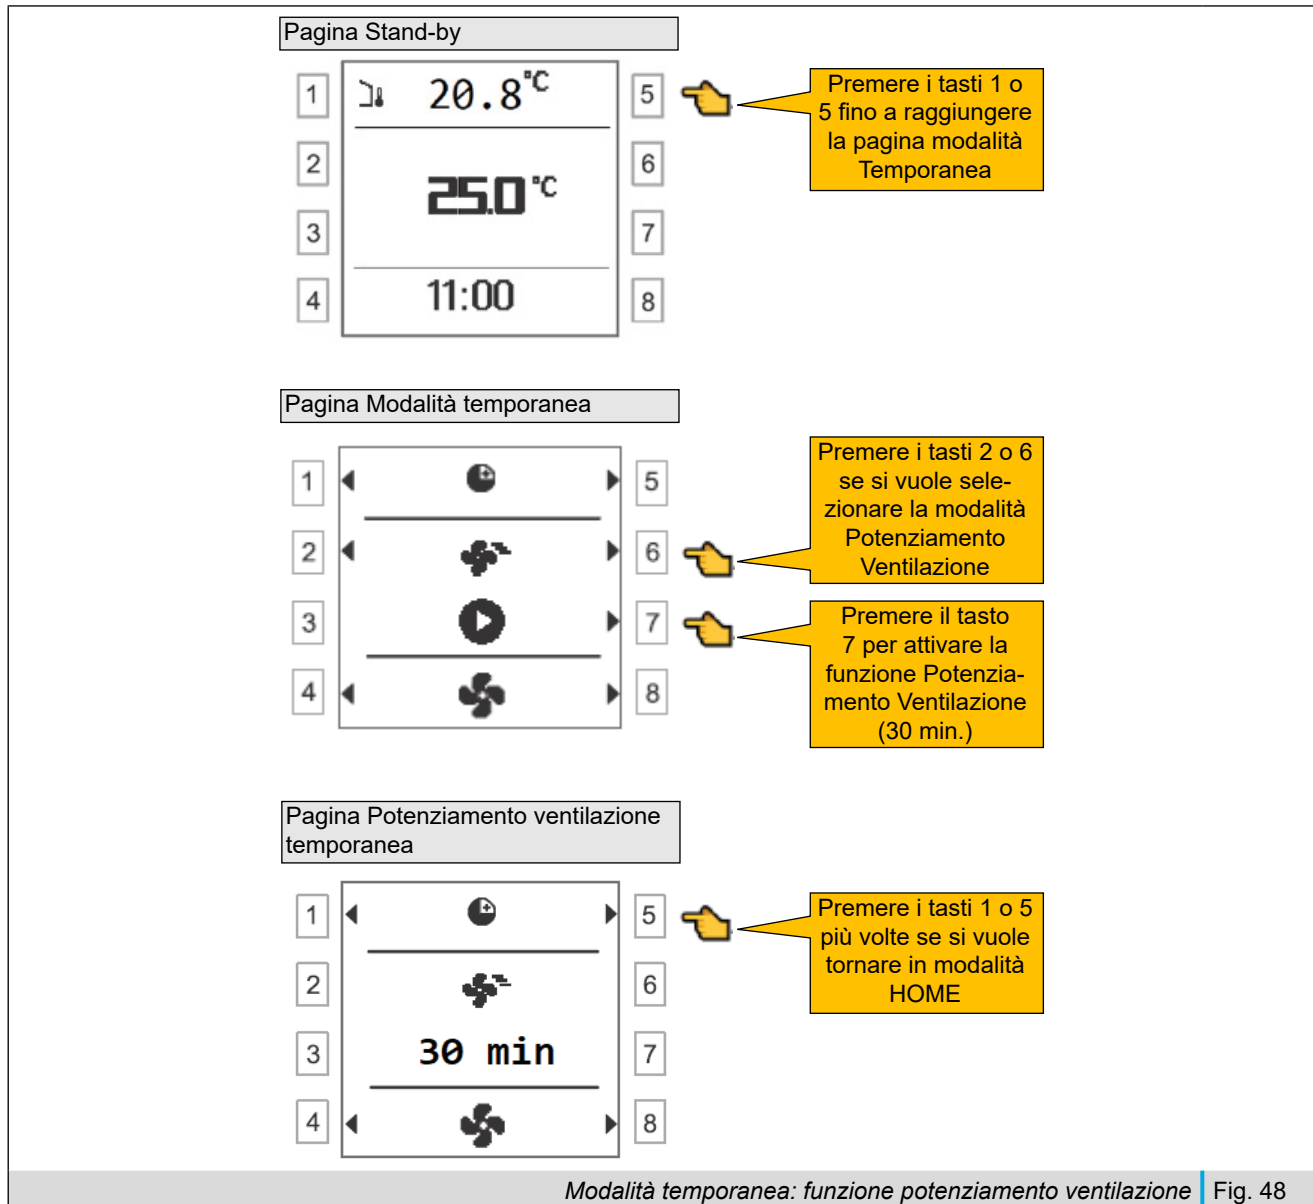 Pagina Stand-by
1
20.8°C
5
2
25.0°C
6
3
7
4
11:00
8
Premere i tasti 1 o
5 fino a raggiungere
la pagina modalità
Temporanea
Pagina Modalità temporanea
1
5
2
6
3
7
4
8
Premere i tasti 2 o 6
se si vuole sele-
zionare la modalità
Potenziamento
Ventilazione
Premere il tasto
7 per attivare la
funzione Potenzia-
mento Ventilazione
(30 min.)
Pagina Potenziamento ventilazione
temporanea
1
5
2
6
3
30 min
7
4
8
Premere i tasti 1 o 5
più volte se si vuole
tornare in modalità
HOME
Modalità temporanea: funzione potenziamento ventilazione
Fig. 48